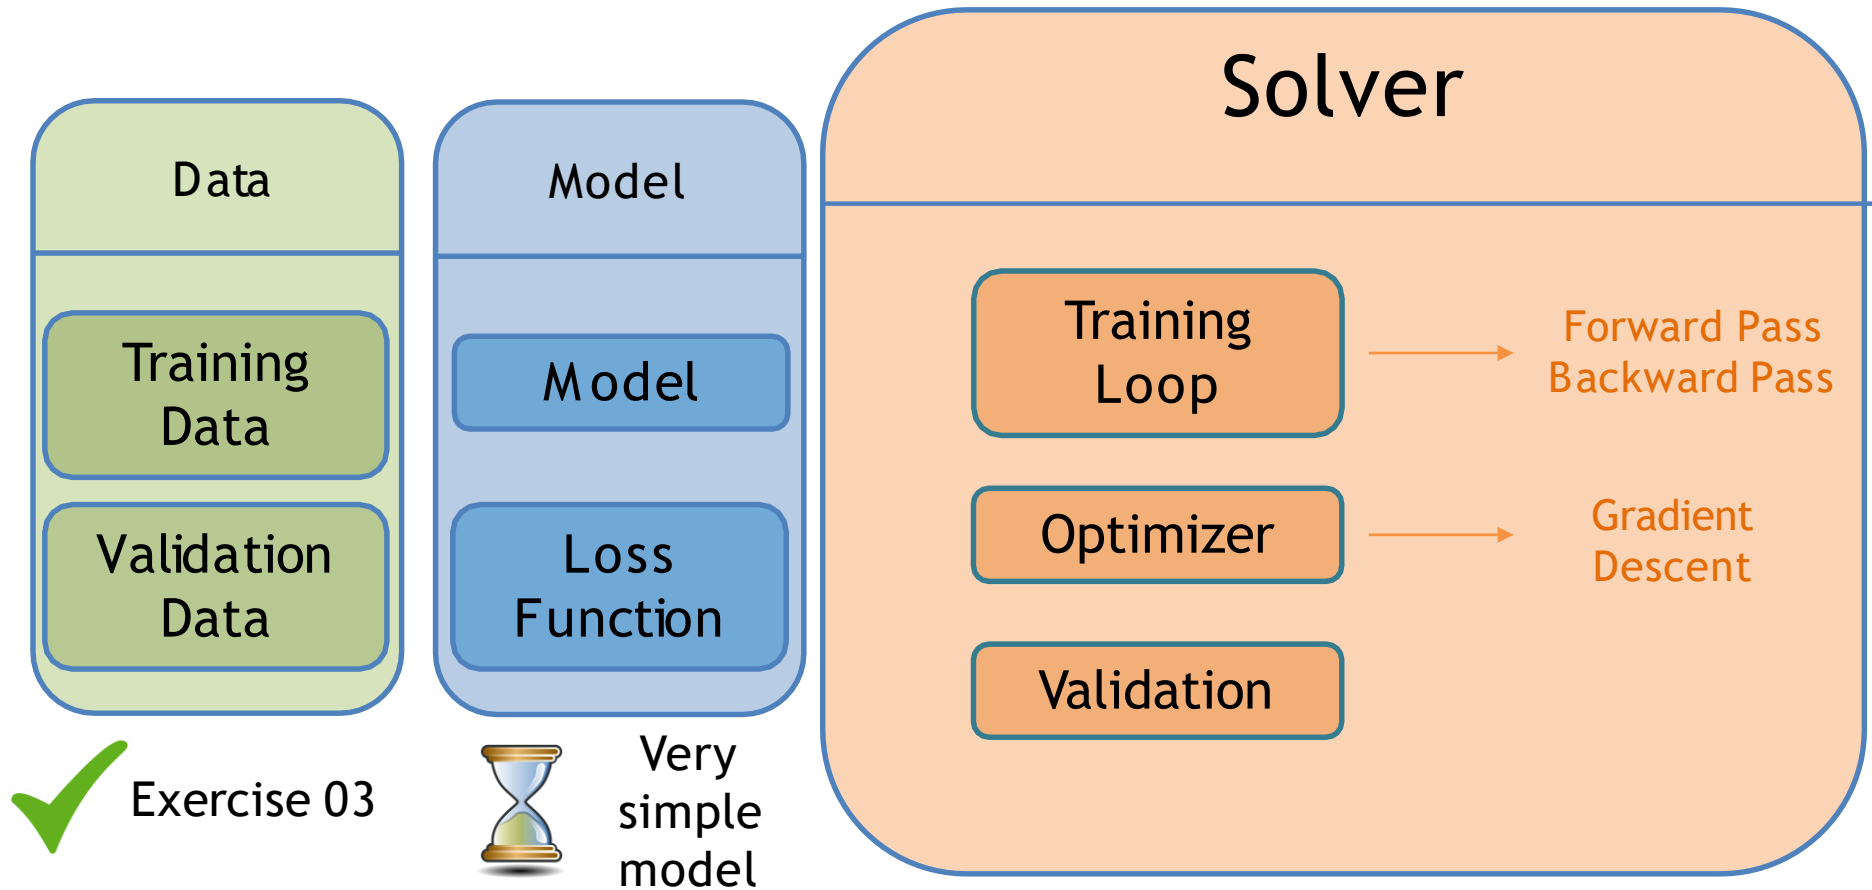 Data
Training
Data
Validation
Data
Exercise 03
Model
Model
Loss
Function
Very
simple
model
Solver
Training
Loop
Forward Pass
Backward Pass
Optimizer
Gradient
Descent
Validation